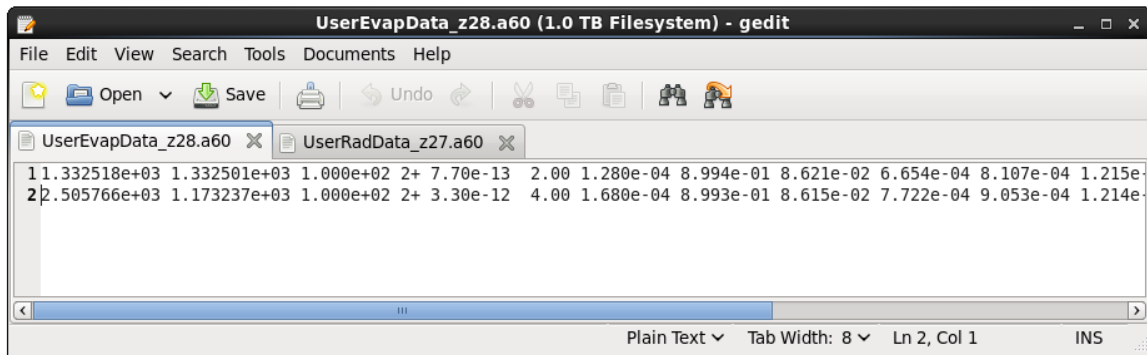 UserEvapData_z28.a60 (1.0 TB Filesystem) - gedit
File Edit View Search Tools Documents Help
Open Save Undo
UserEvapData_z28.a60 UserRadData_z27.a60
1 1.332518e+03 1.332501e+03 1.000e+02 2+ 7.70e-13 2.00 1.280e-04 8.994e-01 8.621e-02 6.654e-04 8.107e-04 1.215e-
2 2.505766e+03 1.173237e+03 1.000e+02 2+ 3.30e-12 4.00 1.680e-04 8.993e-01 8.615e-02 7.722e-04 9.053e-04 1.214e-
Plain Text Tab Width: 8 Ln 2, Col 1 INS